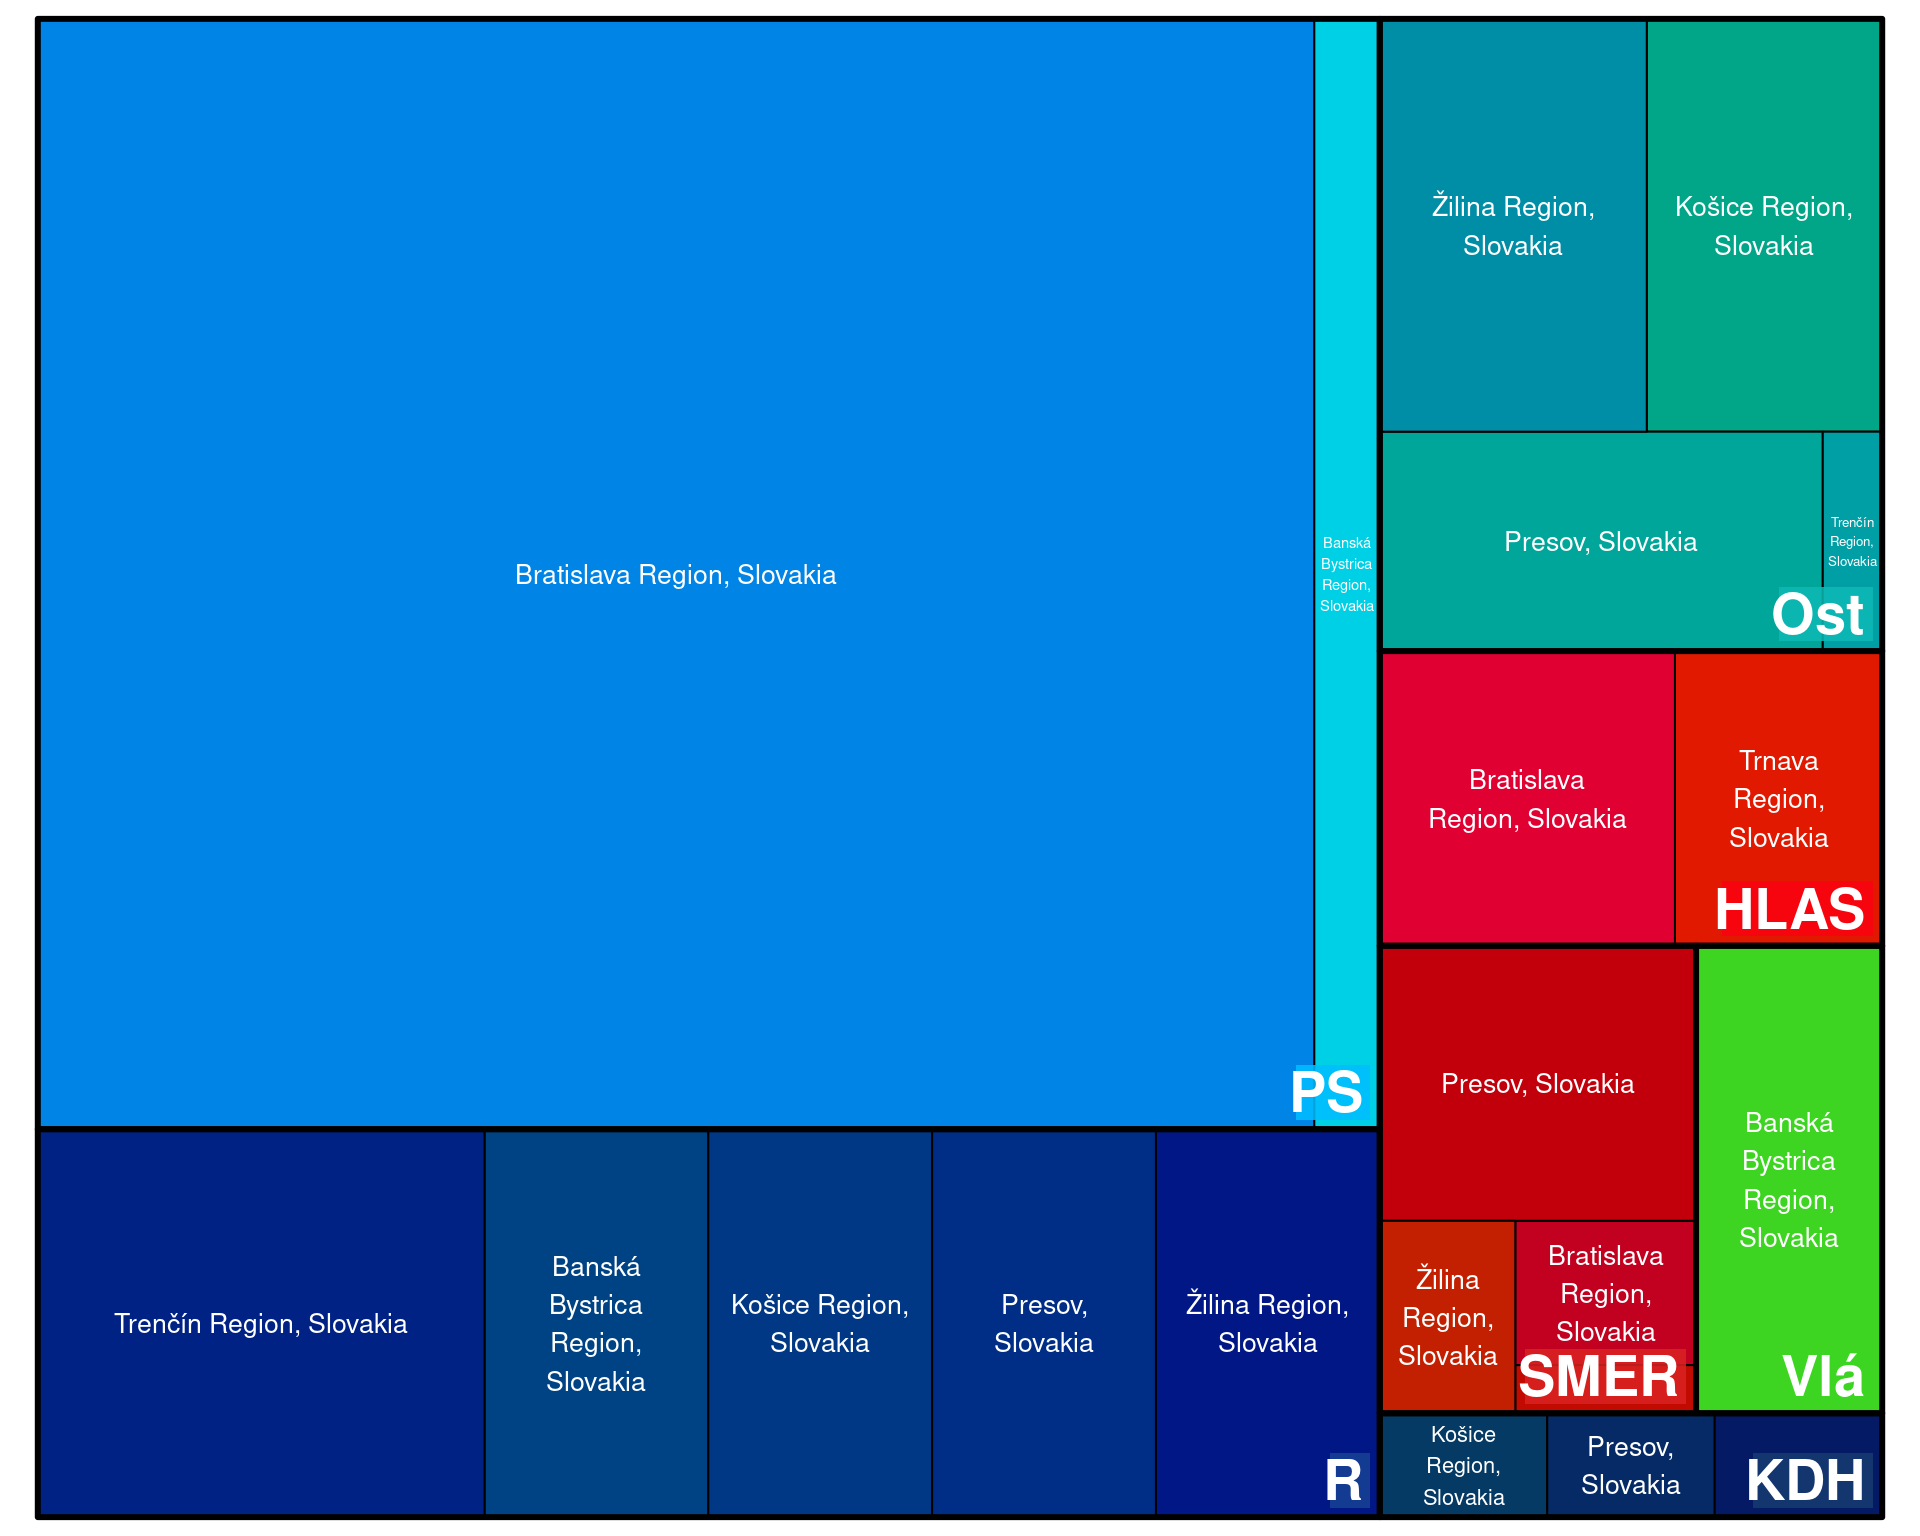 Bratislava Region, Slovakia
Banská
Bystrica
Region,
Slovakia
PS
Trenčín Region, Slovakia
Banská
Bystrica
Region,
Slovakia
Košice Region,
Slovakia
Presov,
Slovakia
Žilina Region,
Slovakia
R
Žilina Region,
Slovakia
Košice Region,
Slovakia
Presov, Slovakia
Trenčín
Region,
Slovakia
Ost
Bratislava
Region, Slovakia
Trnava
Region,
Slovakia
HLAS
Presov, Slovakia
Žilina
Region,
Slovakia
Bratislava
Region,
Slovakia
SMER
Banská
Bystrica
Region,
Slovakia
Vlá
Košice
Region,
Slovakia
Presov,
Slovakia
KDH